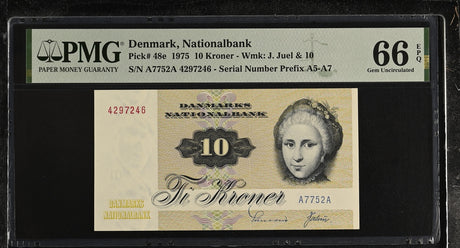 PMG
PAPER MONEY GUARANTY
Denmark, Nationalbank
Pick# 48e 1975 10 Kroner - Wmk: J. Juel & 10
S/N A7752A 4297246 - Serial Number Prefix A5-A7
66 EPQ
Gem Uncirculated
4297246
DANMARKS
NATIONALBANK
10
Ti Kroner
A7752A
DANMARKS
NATIONALBANK